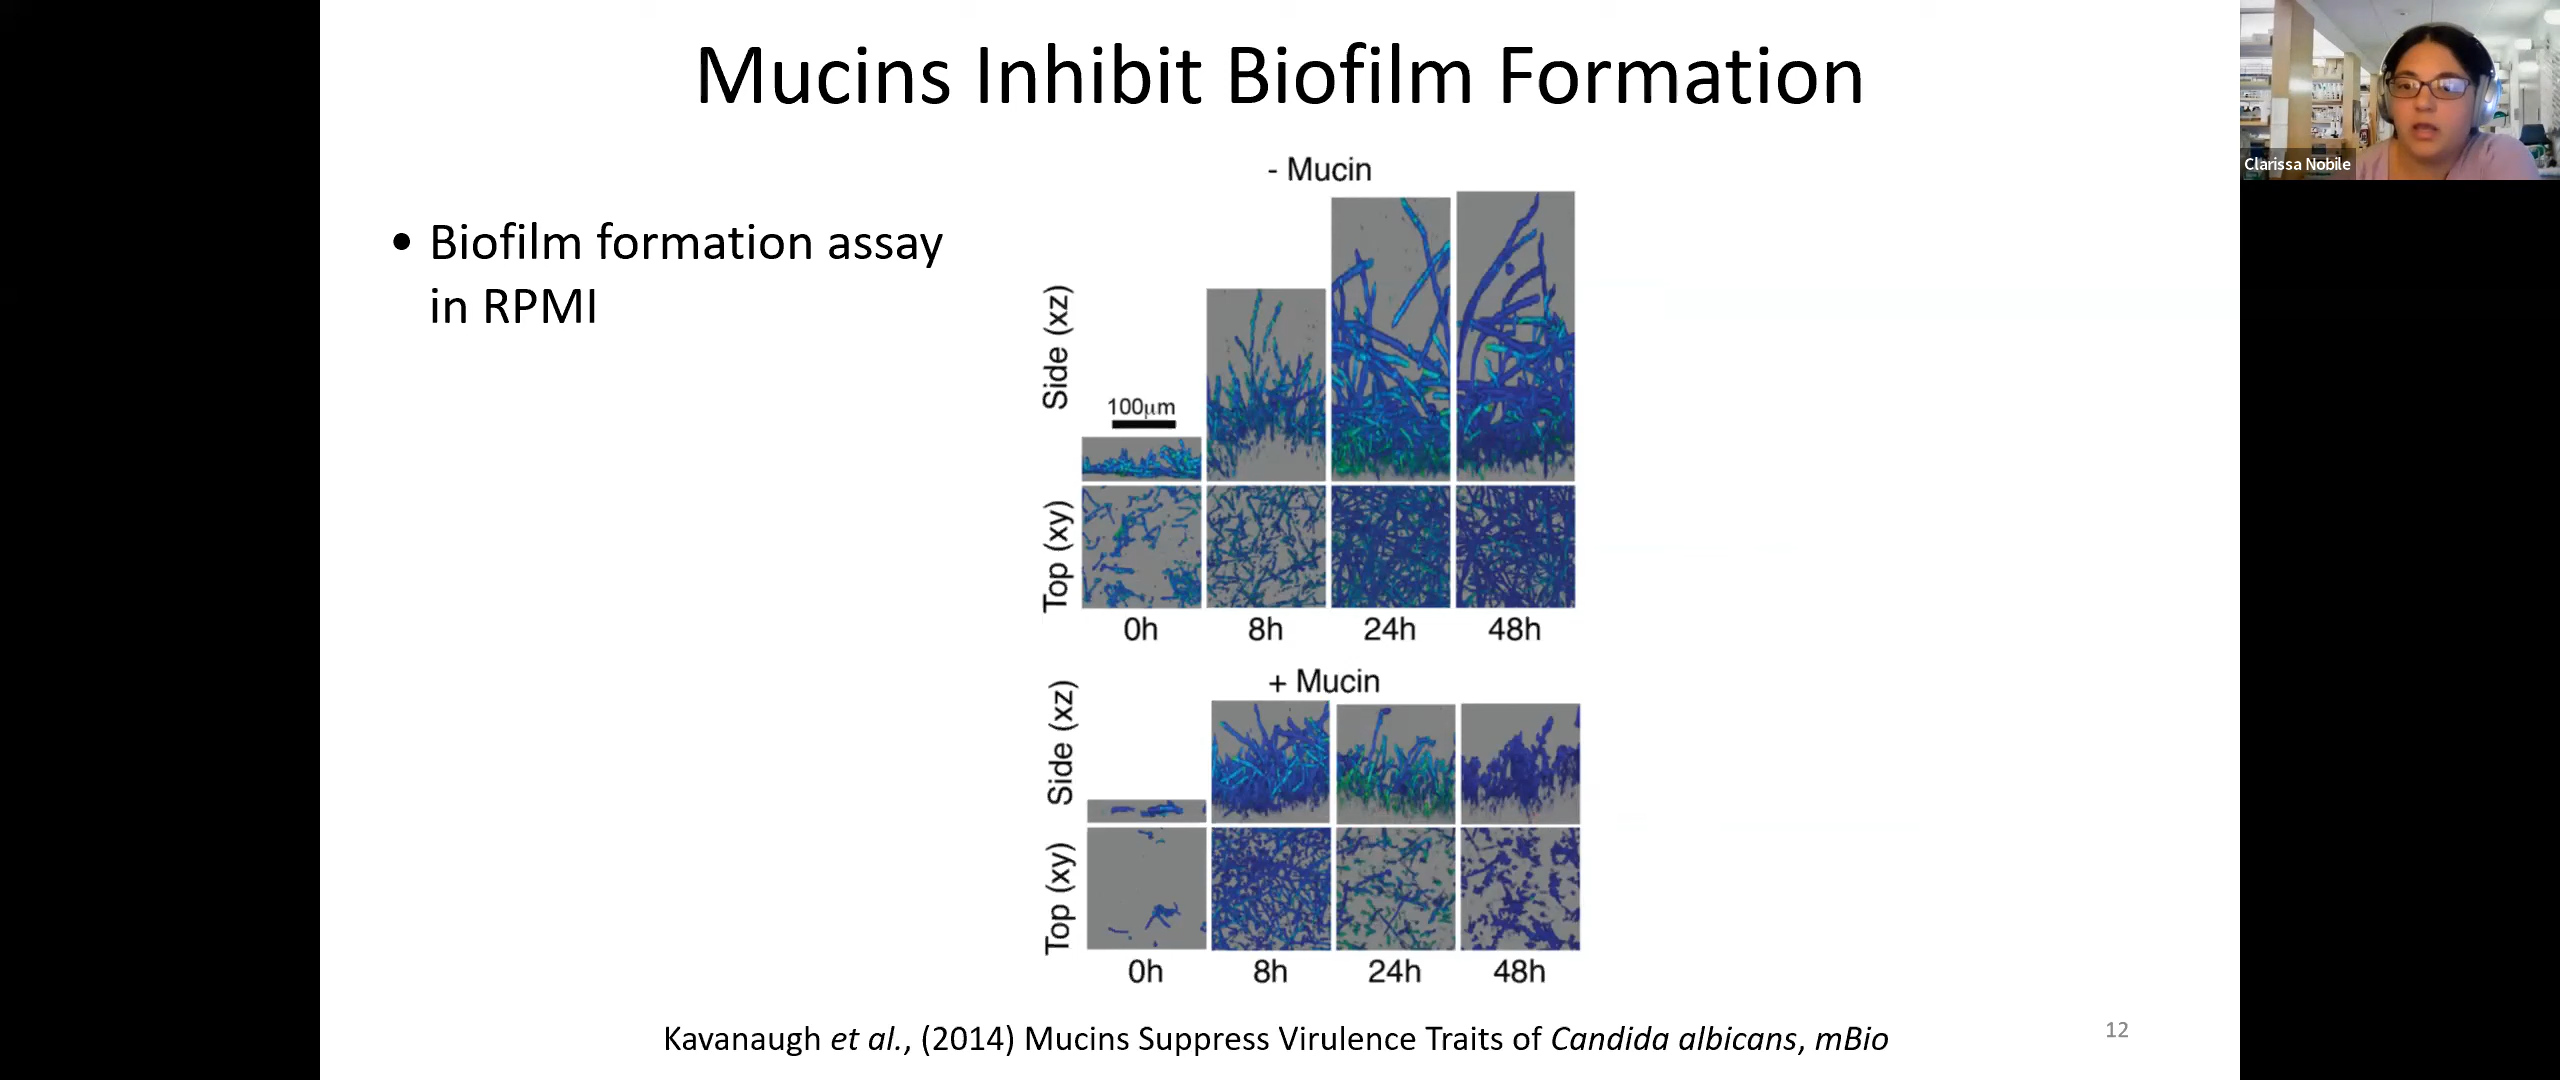 Mucins Inhibit Biofilm Formation
Clarissa Nobile
• Biofilm formation assay
in RPMI
- Mucin
Side (xz)
100µm
Top (xy)
0h 8h 24h 48h
+ Mucin
Side (xz)
Top (xy)
0h 8h 24h 48h
Kavanaugh et al., (2014) Mucins Suppress Virulence Traits of Candida albicans, mBio
12